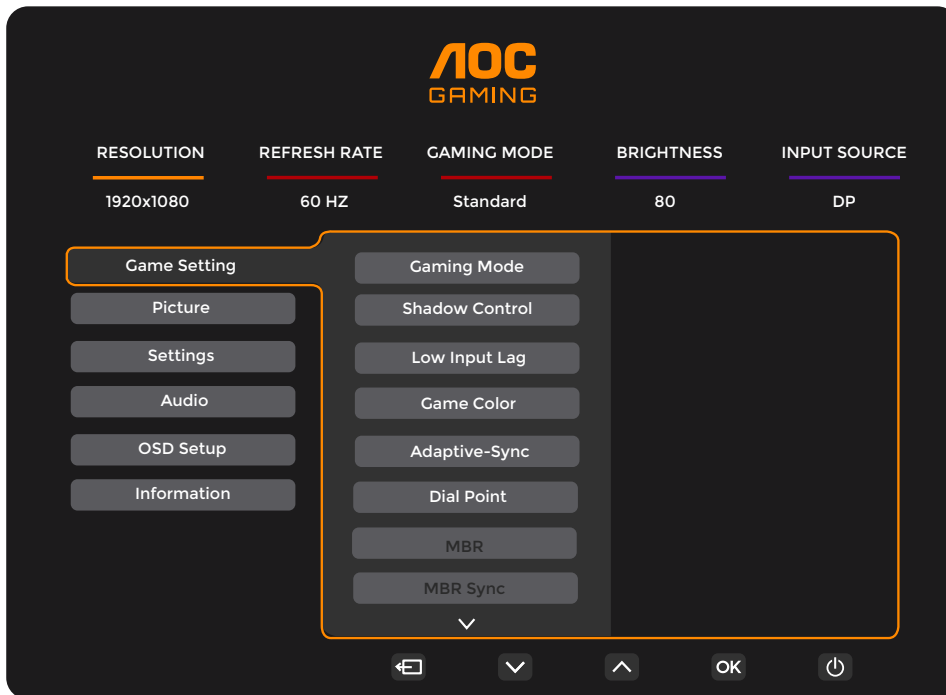 AOC
GAMING
RESOLUTION REFRESH RATE GAMING MODE BRIGHTNESS INPUT SOURCE
1920x1080 60 HZ Standard 80 DP
Game Setting
Picture
Settings
Audio
OSD Setup
Information
Gaming Mode
Shadow Control
Low Input Lag
Game Color
Adaptive-Sync
Dial Point
MBR
MBR Sync
OK